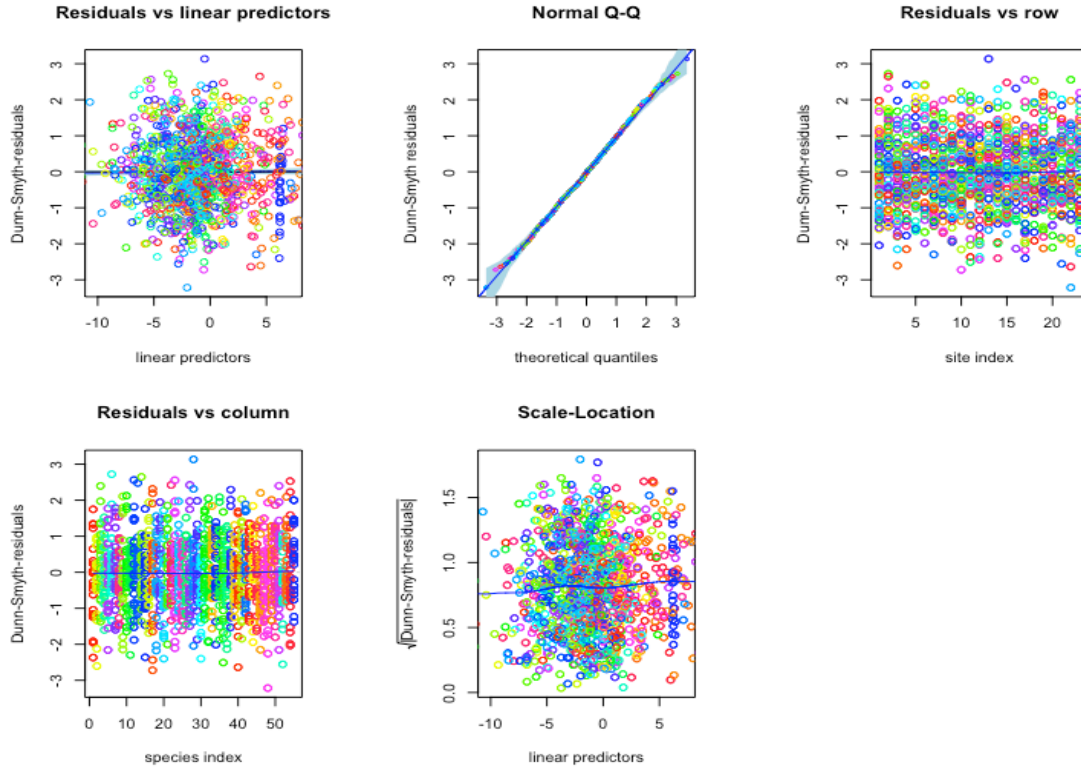 Residuals vs linear predictors
Dunn-Smyth-residuals
3
2
1
0
-1
-2
-3
-10 -5 0 5
linear predictors
Normal Q-Q
Dunn-Smyth residuals
3
2
1
0
-1
-2
-3
-3 -2 -1 0 1 2 3
theoretical quantiles
Residuals vs row
Dunn-Smyth-residuals
3
2
1
0
-1
-2
-3
5 10 15 20
site index
Residuals vs column
Dunn-Smyth-residuals
3
2
1
0
-1
-2
-3
0 10 20 30 40 50
species index
Scale-Location
√|Dunn-Smyth-residuals|
1.5
1.0
0.5
0.0
-10 -5 0 5
linear predictors